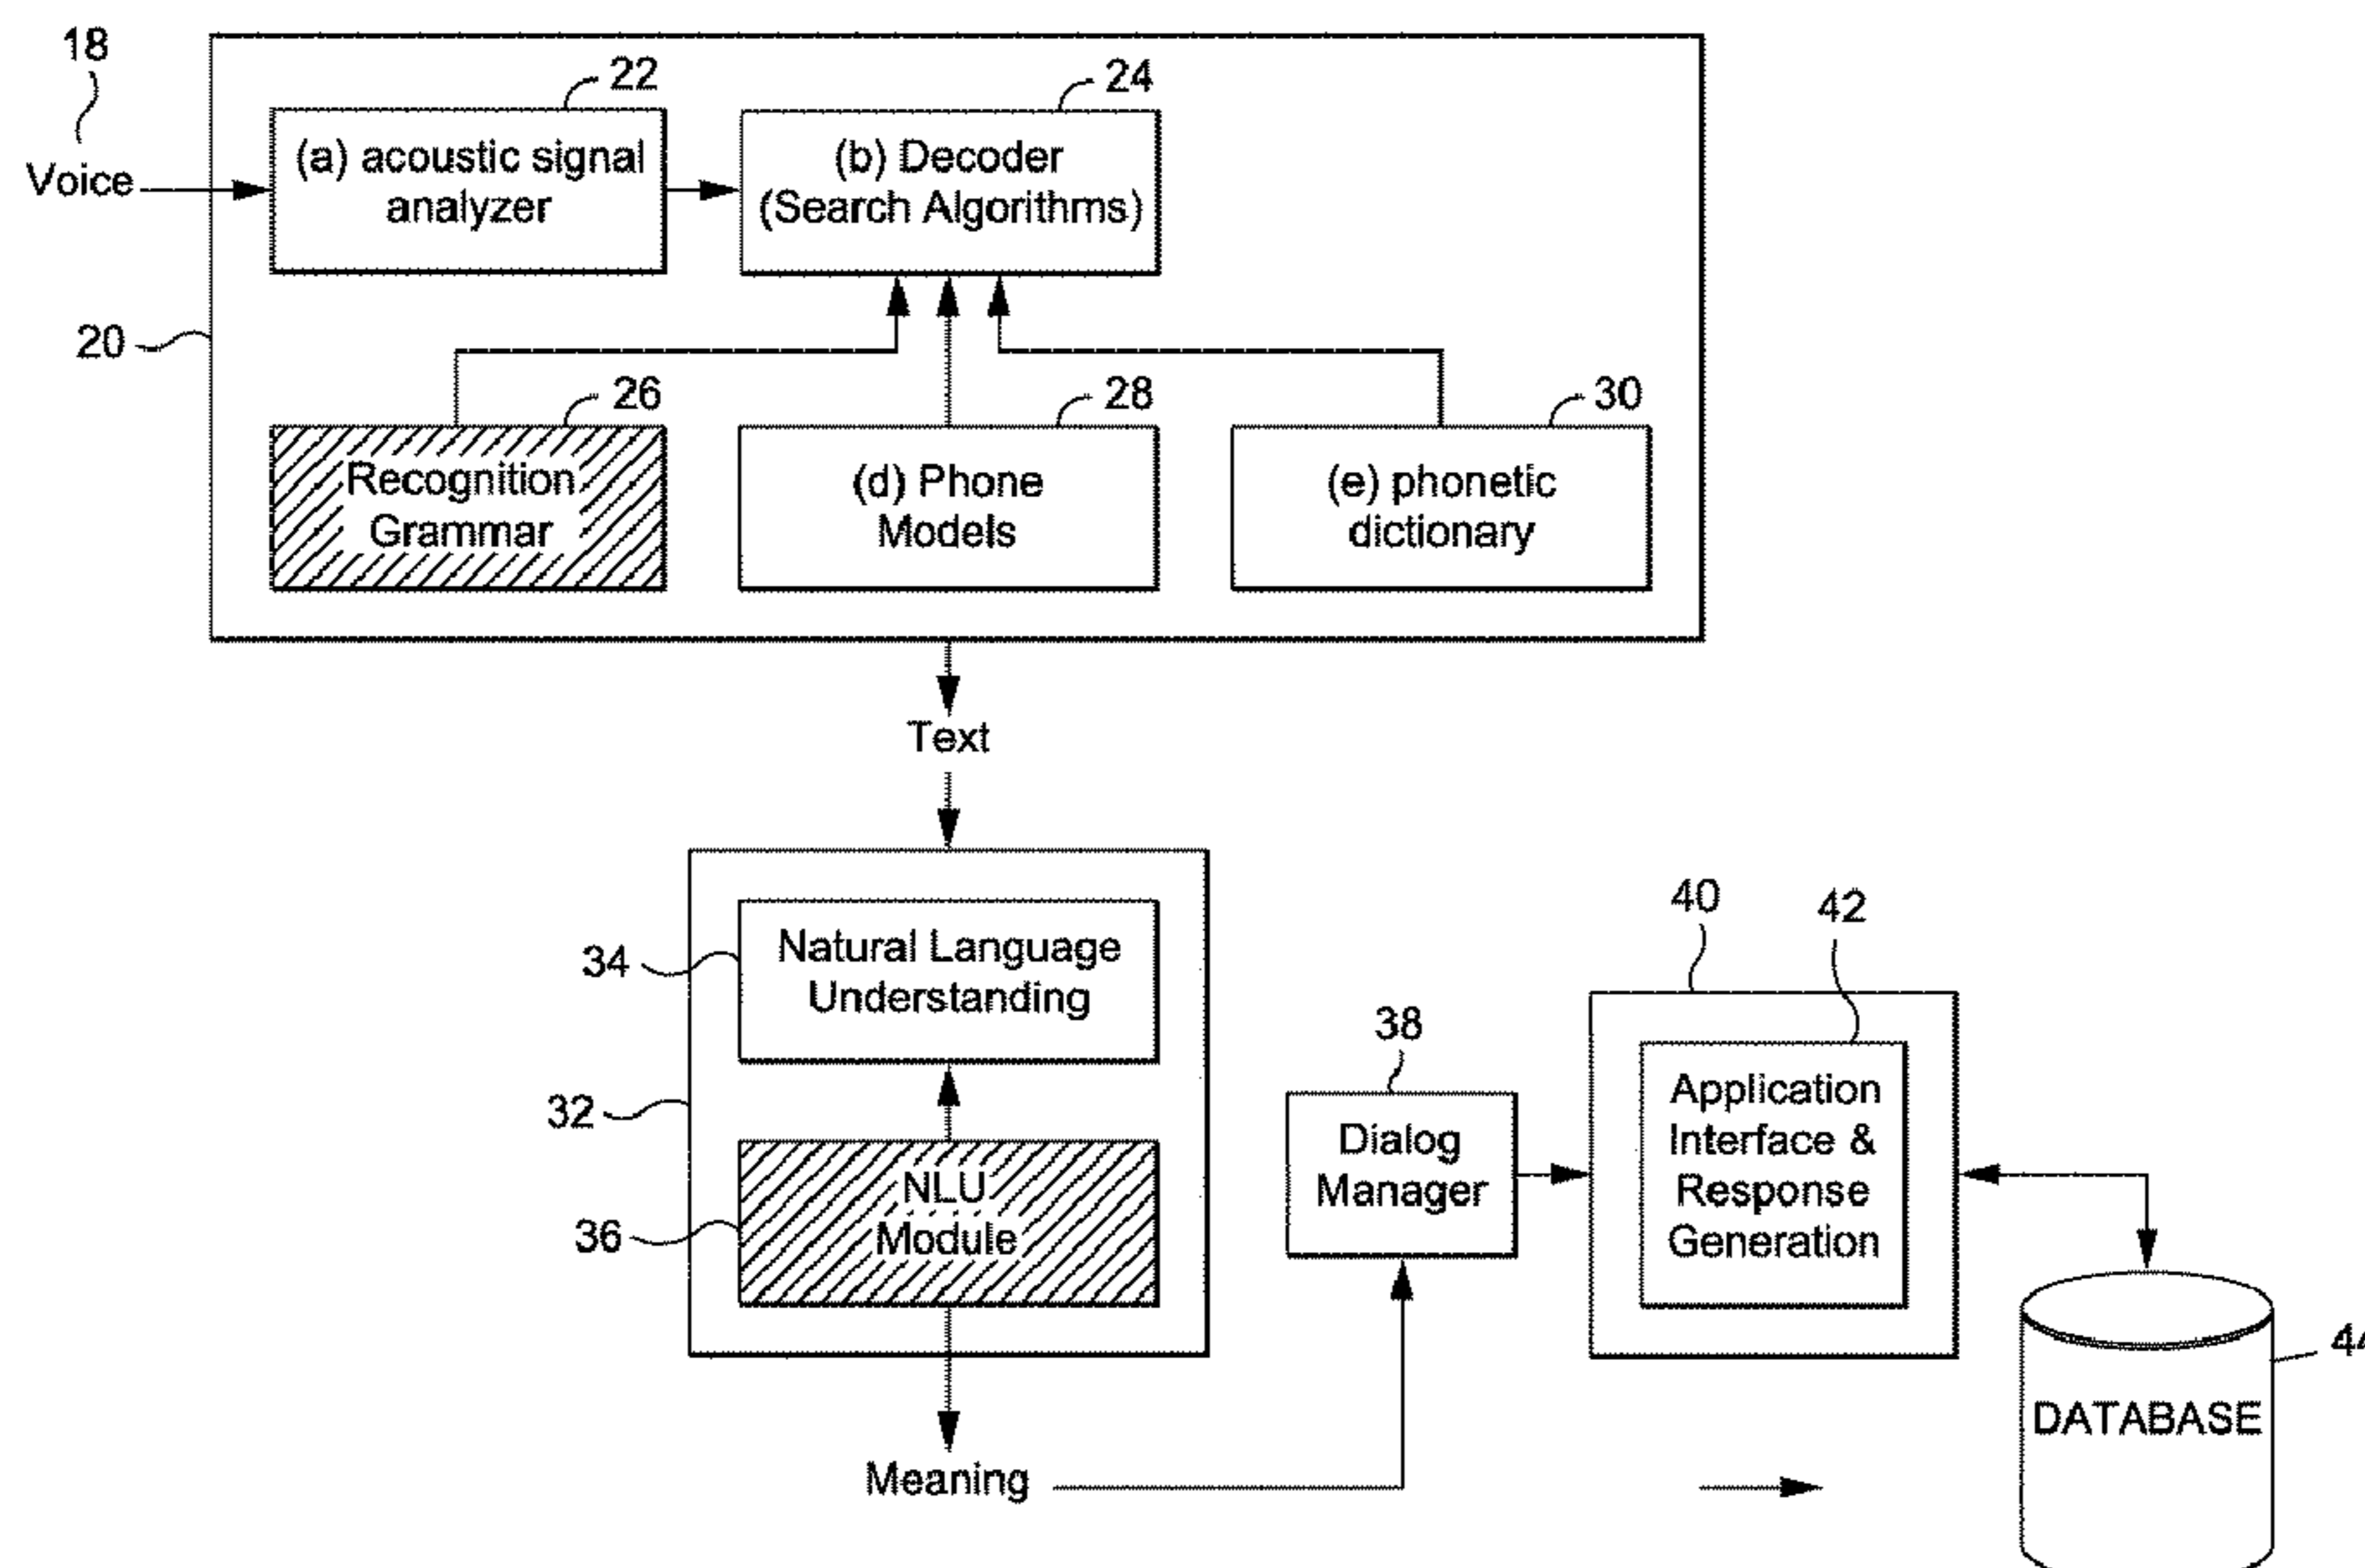 18
22
24
Voice
(a) acoustic signal
analyzer
(b) Decoder
(Search Algorithms)
20
26
28
30
Recognition
Grammar
(d) Phone
Models
(e) phonetic
dictionary
Text
34
Natural Language
Understanding
32
36
NLU
Module
38
Dialog
Manager
40
42
Application
Interface &
Response
Generation
44
DATABASE
Meaning